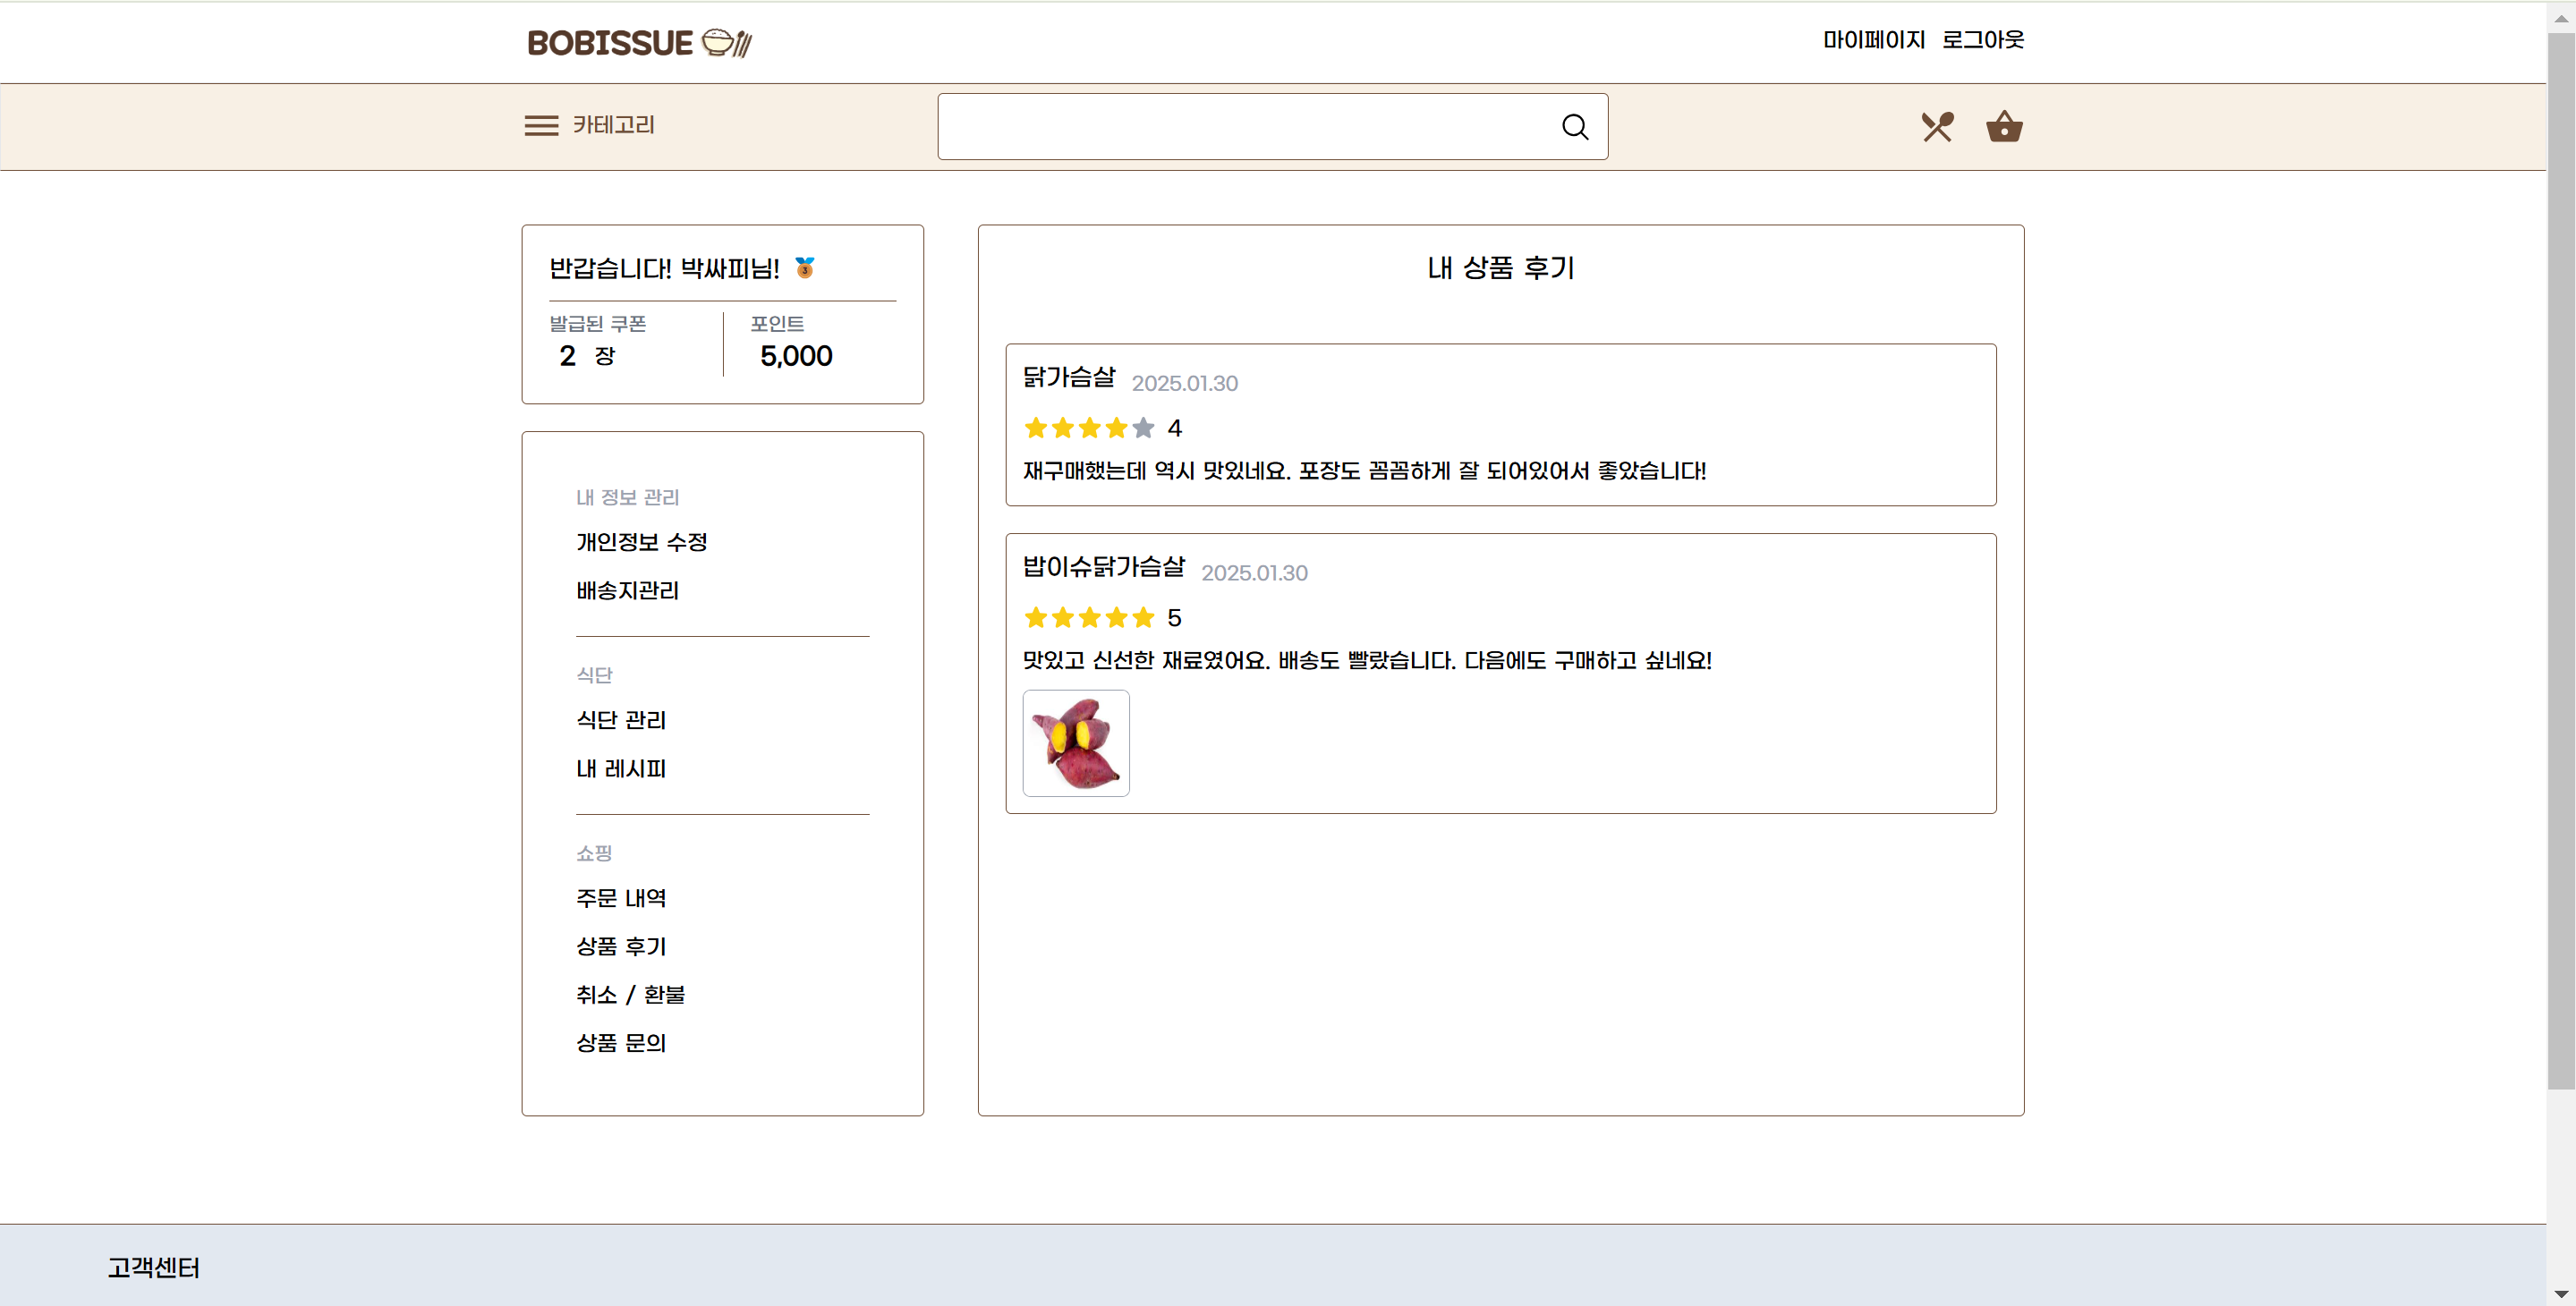 BOBISSUE
마이페이지 로그아웃
카테고리
반갑습니다! 박싸피님! 3
발급된 쿠폰
2 장
포인트
5,000
내 정보 관리
개인정보 수정
배송지관리
식단
식단 관리
내 레시피
쇼핑
주문 내역
상품 후기
취소 / 환불
상품 문의
내 상품 후기
닭가슴살 2025.01.30
4
재구매했는데 역시 맛있네요. 포장도 꼼꼼하게 잘 되어있어서 좋았습니다!
밥이슈닭가슴살 2025.01.30
5
맛있고 신선한 재료였어요. 배송도 빨랐습니다. 다음에도 구매하고 싶네요!
고객센터